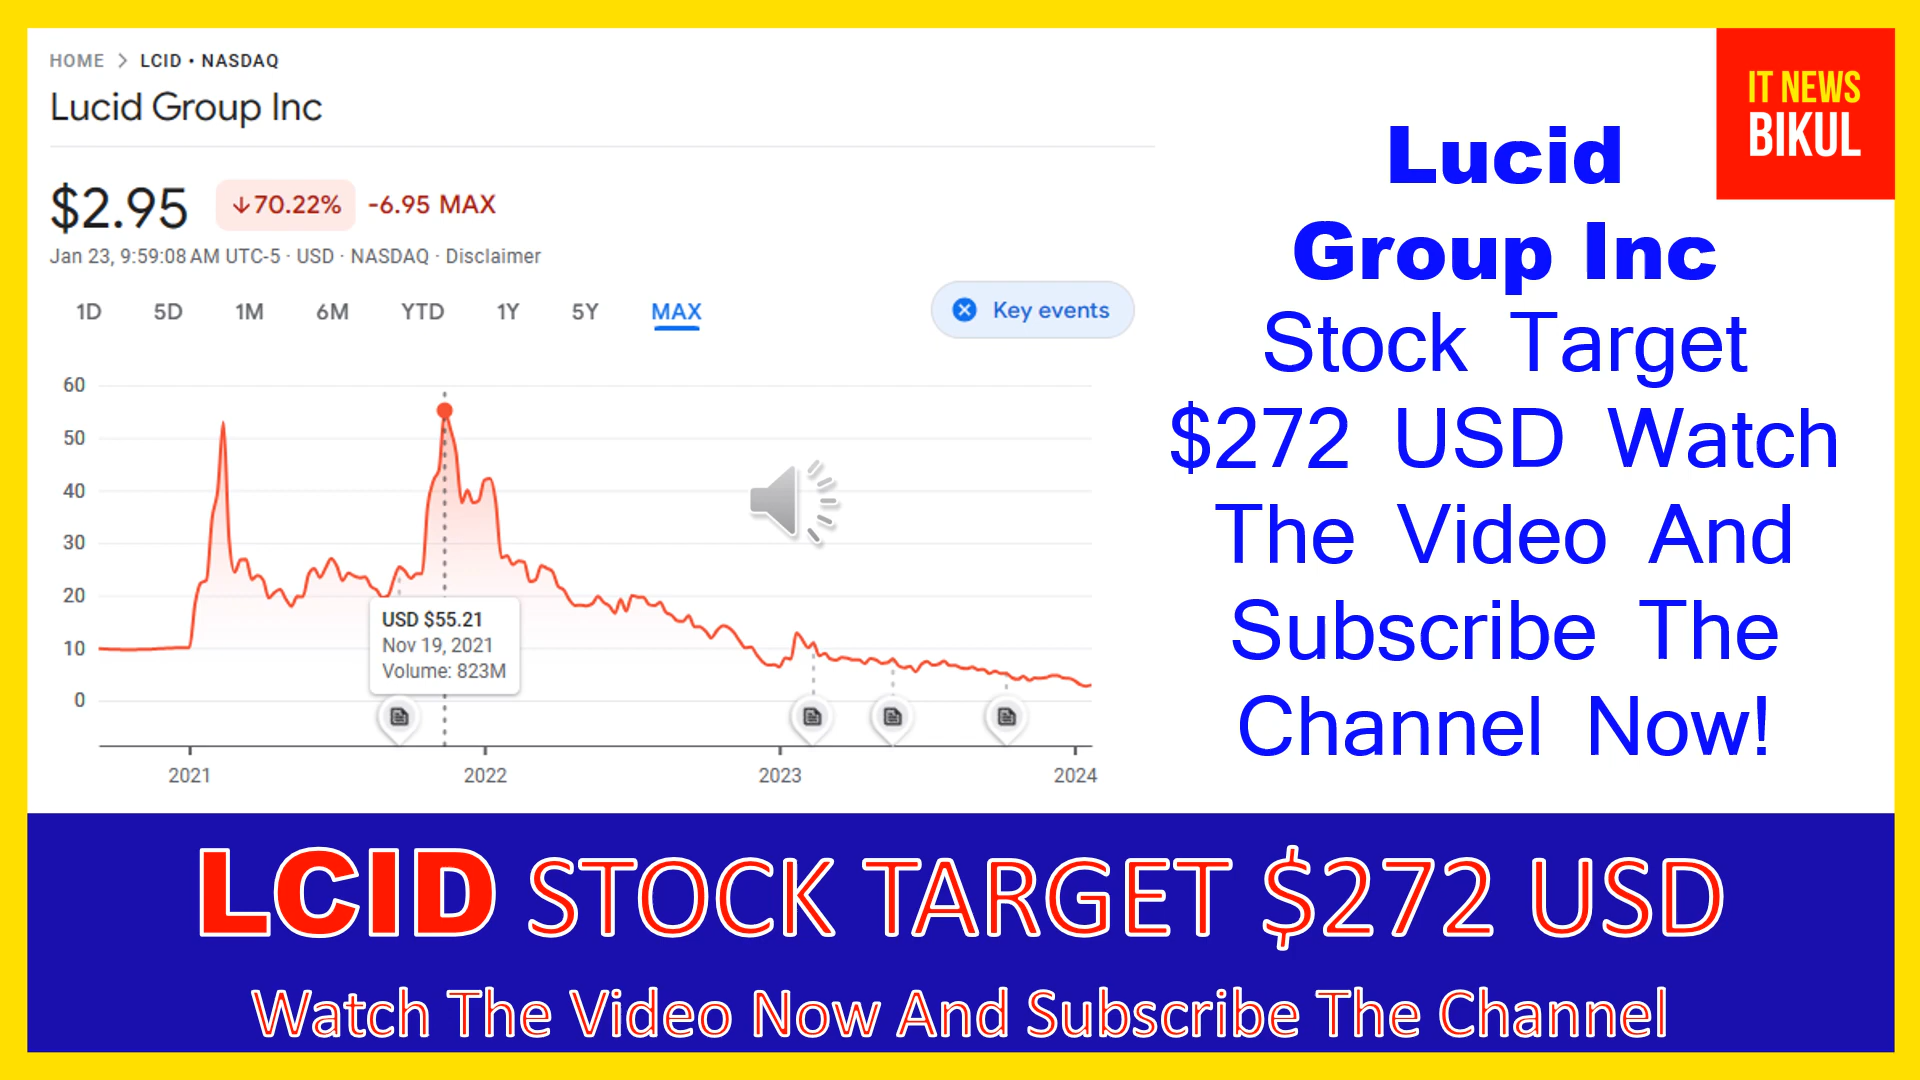 HOME > LCID • NASDAQ
Lucid Group Inc
$2.95 ↓70.22% -6.95 MAX
Jan 23, 9:59:08 AM UTC-5 · USD · NASDAQ · Disclaimer
1D 5D 1M 6M YTD 1Y 5Y MAX
Key events
60
50
40
30
20
10
0
USD $55.21
Nov 19, 2021
Volume: 823M
2021 2022 2023 2024
IT NEWS
BIKUL
Lucid
Group Inc
Stock Target
$272 USD Watch
The Video And
Subscribe The
Channel Now!
LCID STOCK TARGET $272 USD
Watch The Video Now And Subscribe The Channel